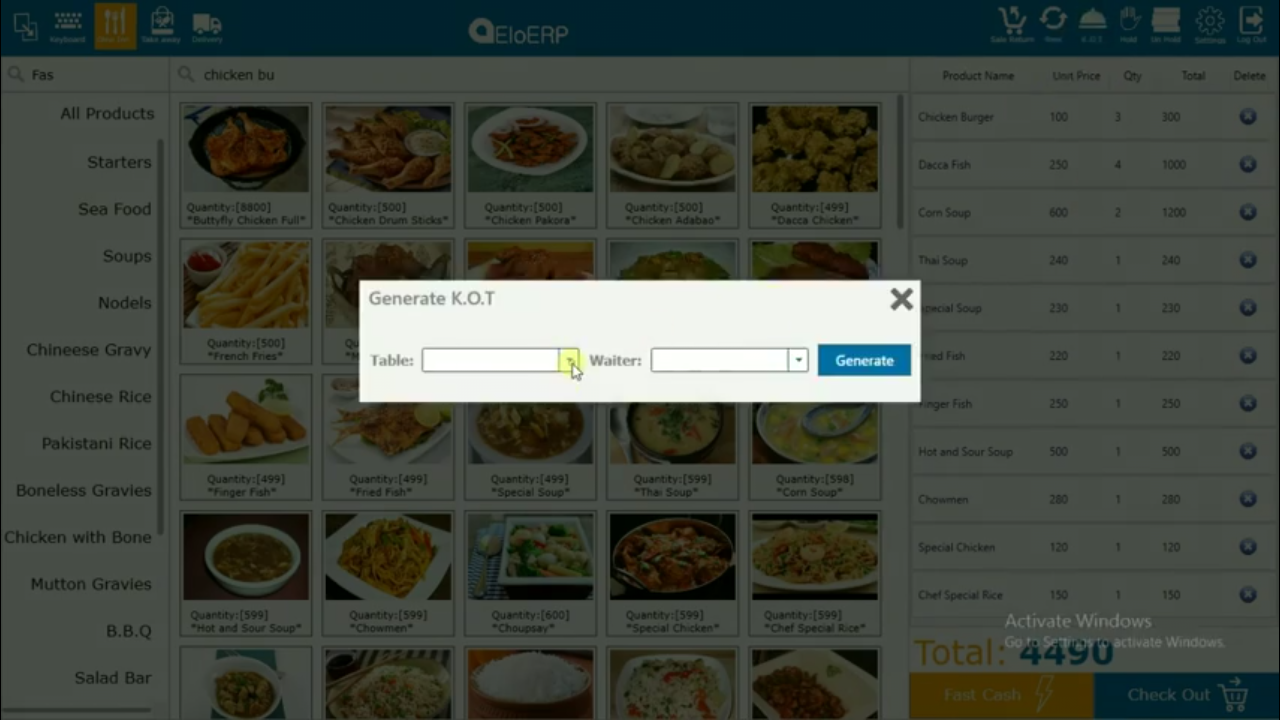 Keyboard
Take away
Delivery
EloERP
Sale Return
New
K.O.T
Hold
Un Hold
Settings
Log Out
Fas
chicken bu
Product Name Unit Price Qty Total Delete
All Products
Starters
Sea Food
Soups
Nodels
Chineese Gravy
Chinese Rice
Pakistani Rice
Boneless Gravies
Chicken with Bone
Mutton Gravies
B.B.Q
Salad Bar
Quantity:[8800]
"Buttyfly Chicken Full"
Quantity:[500]
"Chicken Drum Sticks"
Quantity:[500]
"Chicken Pakora"
Quantity:[500]
"Chicken Adabao"
Quantity:[499]
"Dacca Chicken"
Quantity:[500]
"French Fries"
Generate K.O.T
Table:
Waiter:
Generate
Quantity:[499]
"Finger Fish"
Quantity:[499]
"Fried Fish"
Quantity:[499]
"Special Soup"
Quantity:[599]
"Thai Soup"
Quantity:[598]
"Corn Soup"
Quantity:[599]
"Hot and Sour Soup"
Quantity:[599]
"Chowmen"
Quantity:[600]
"Choupsay"
Quantity:[599]
"Special Chicken"
Quantity:[599]
"Chef Special Rice"
Chicken Burger 100 3 300
Dacca Fish 250 4 1000
Corn Soup 600 2 1200
Thai Soup 240 1 240
pecial Soup 230 1 230
ried Fish 220 1 220
inger Fish 250 1 250
Hot and Sour Soup 500 1 500
Chowmen 280 1 280
Special Chicken 120 1 120
Chef Special Rice 150 1 150
Activate Windows
Go to Settings to activate Windows.
Total: 4490
Fast Cash
Check Out